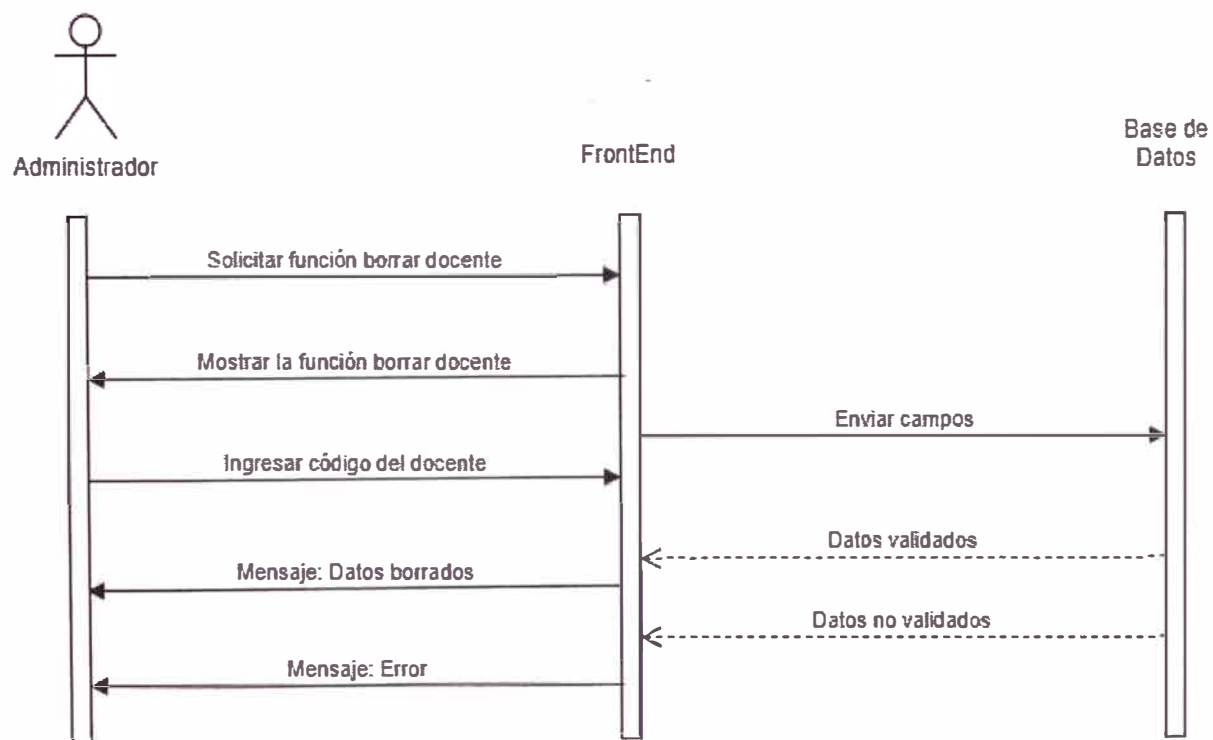 Administrador
FrontEnd
Base de
Datos
Solicitar función borrar docente
Mostrar la función borrar docente
Enviar campos
Ingresar código del docente
Datos validados
Mensaje: Datos borrados
Datos no validados
Mensaje: Error